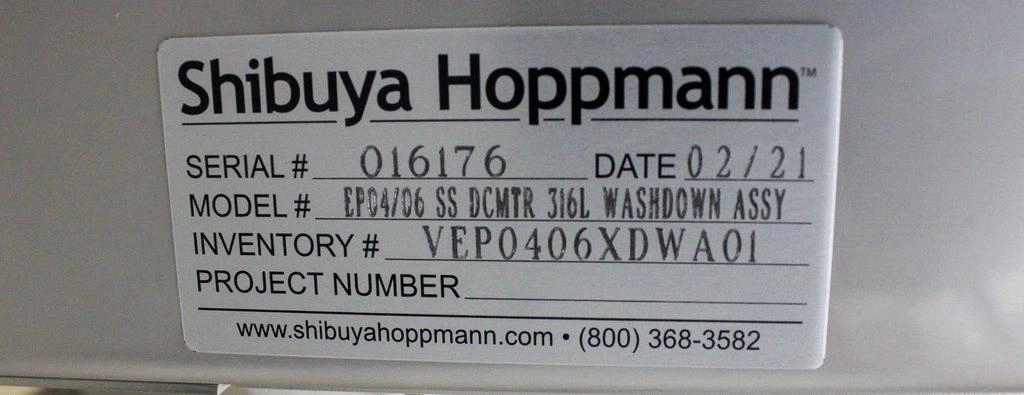 Shibuya Hoppmann™
SERIAL # 016176 DATE 02/21
MODEL # EP04/06 SS DCMTR 316L WASHDOWN ASSY
INVENTORY # VEP0406XDWA01
PROJECT NUMBER
www.shibuyahoppmann.com • (800) 368-3582